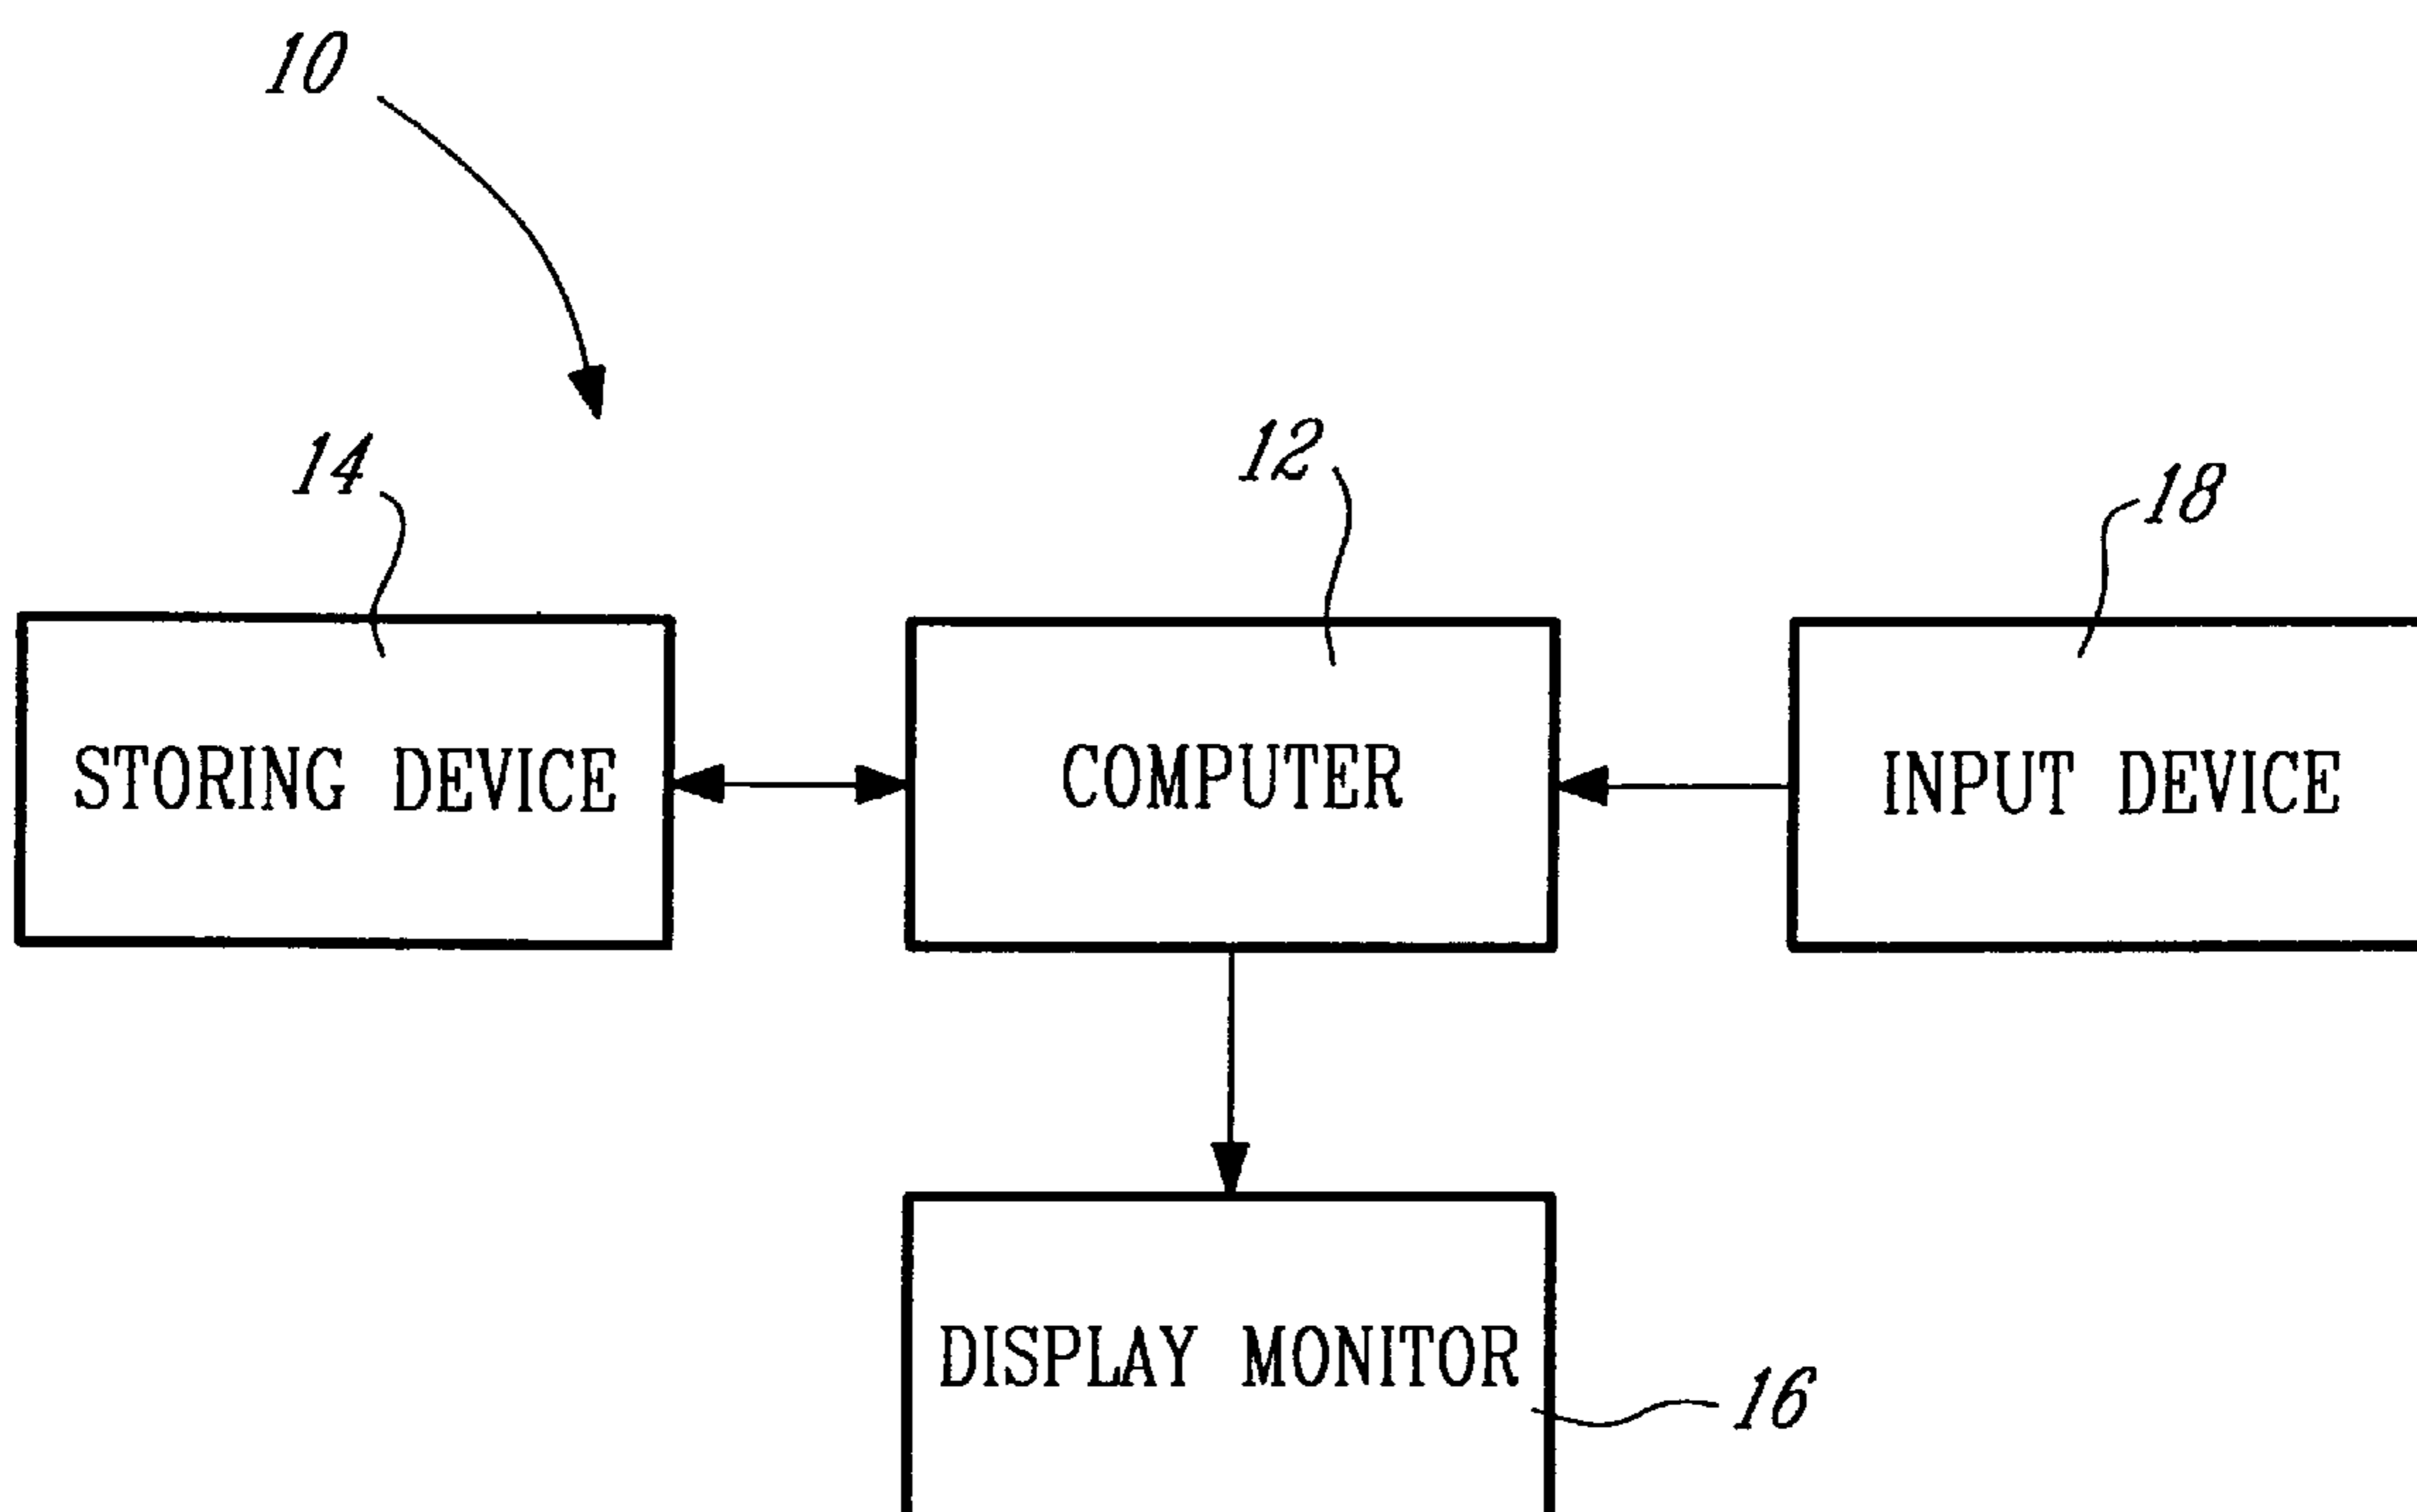 10
14
12
18
STORING DEVICE
COMPUTER
INPUT DEVICE
DISPLAY MONITOR
16